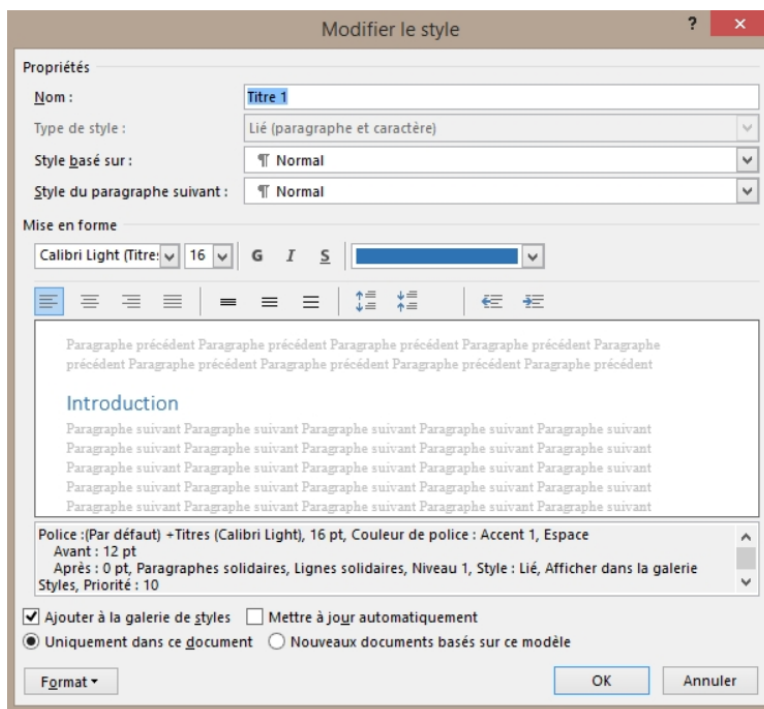 Modifier le style
?
Propriétés
Nom :
Titre 1
Type de style :
Lié (paragraphe et caractère)
Style basé sur :
¶ Normal
Style du paragraphe suivant :
¶ Normal
Mise en forme
Calibri Light (Titre:
16
G I S
Paragraphe précédent Paragraphe précédent Paragraphe précédent Paragraphe précédent Paragraphe
précédent Paragraphe précédent Paragraphe précédent Paragraphe précédent Paragraphe précédent
Introduction
Paragraphe suivant Paragraphe suivant Paragraphe suivant Paragraphe suivant Paragraphe suivant
Paragraphe suivant Paragraphe suivant Paragraphe suivant Paragraphe suivant Paragraphe suivant
Paragraphe suivant Paragraphe suivant Paragraphe suivant Paragraphe suivant Paragraphe suivant
Paragraphe suivant Paragraphe suivant Paragraphe suivant Paragraphe suivant Paragraphe suivant
Paragraphe suivant Paragraphe suivant Paragraphe suivant Paragraphe suivant Paragraphe suivant
Police :(Par défaut) +Titres (Calibri Light), 16 pt, Couleur de police : Accent 1, Espace
Avant : 12 pt
Après : 0 pt, Paragraphes solidaires, Lignes solidaires, Niveau 1, Style : Lié, Afficher dans la galerie
Styles, Priorité : 10
Ajouter à la galerie de styles
Mettre à jour automatiquement
Uniquement dans ce document
Nouveaux documents basés sur ce modèle
Format
OK
Annuler